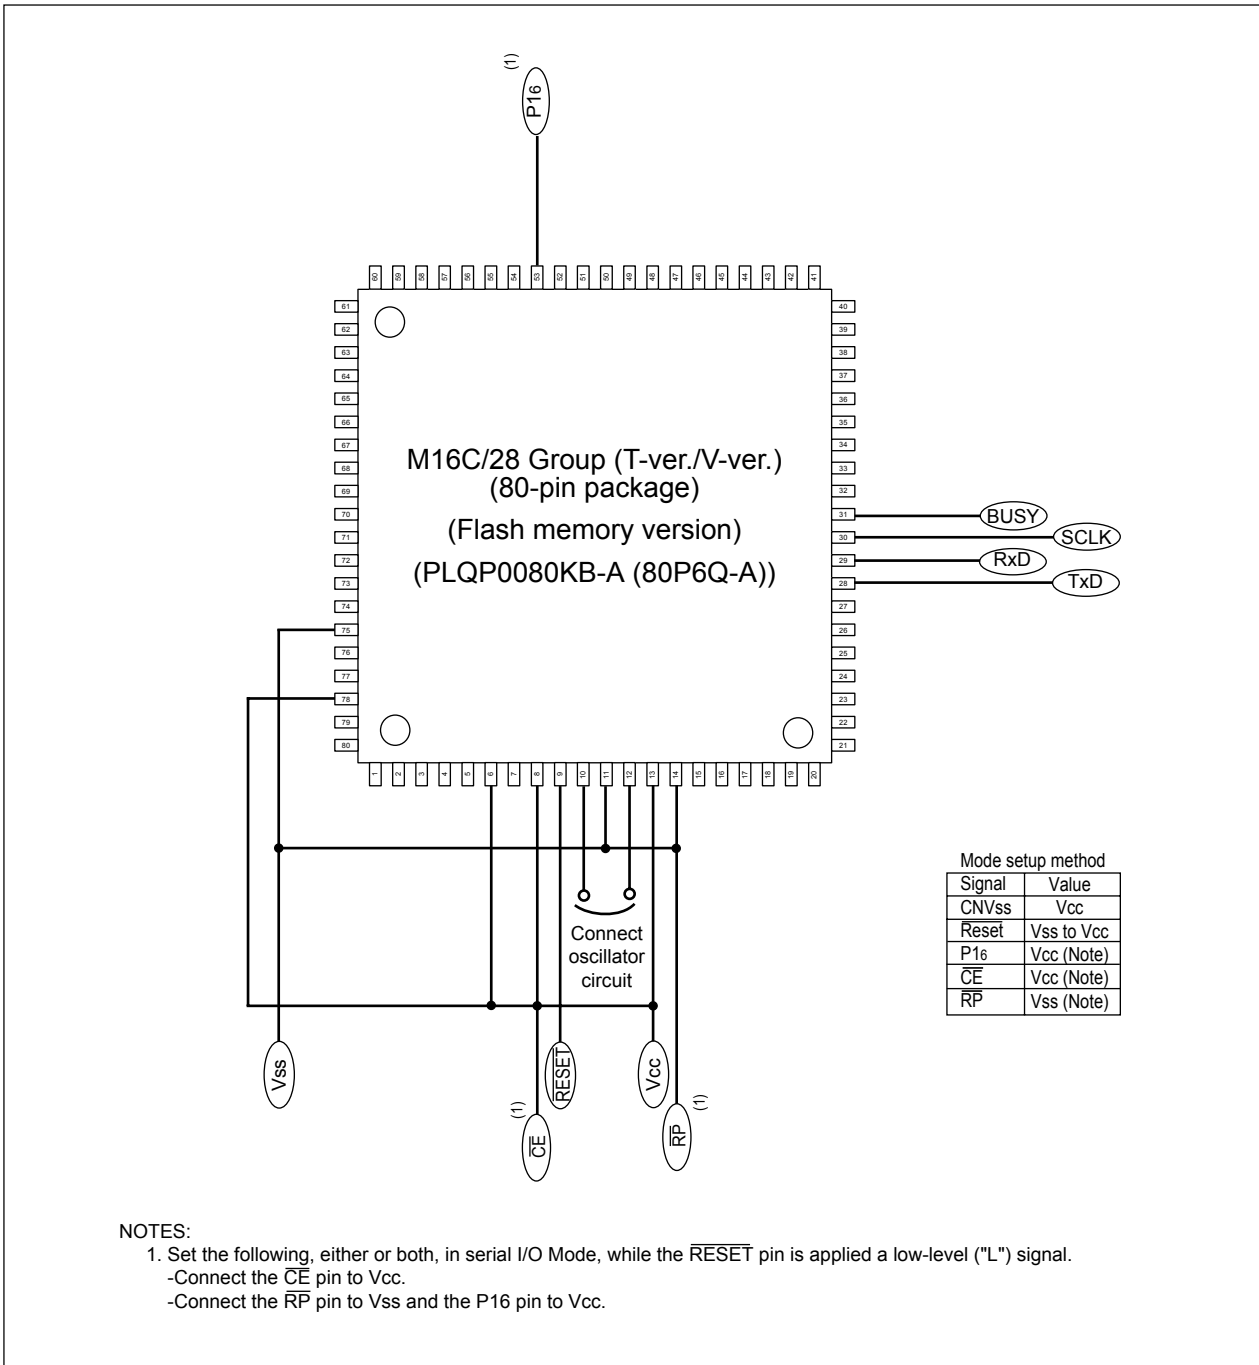 (1)
P16
60 59 58 57 56 55 54 53 52 51 50 49 48 47 46 45 44 43 42 41
61
62
63
64
65
66
67
68
69
70
71
72
73
74
75
76
77
78
79
80
40
39
38
37
36
35
34
33
32
31
30
29
28
27
26
25
24
23
22
21
M16C/28 Group (T-ver./V-ver.)
(80-pin package)
(Flash memory version)
(PLQP0080KB-A (80P6Q-A))
BUSY
SCLK
RxD
TxD
1 2 3 4 5 6 7 8 9 10 11 12 13 14 15 16 17 18 19 20
Connect
oscillator
circuit
Vss
(1)
CE
RESET
Vcc
RP
(1)
Mode setup method
Signal Value
CNVss Vcc
Reset Vss to Vcc
P16 Vcc (Note)
CE Vcc (Note)
RP Vss (Note)
NOTES:
1. Set the following, either or both, in serial I/O Mode, while the RESET pin is applied a low-level ("L") signal.
-Connect the CE pin to Vcc.
-Connect the RP pin to Vss and the P16 pin to Vcc.